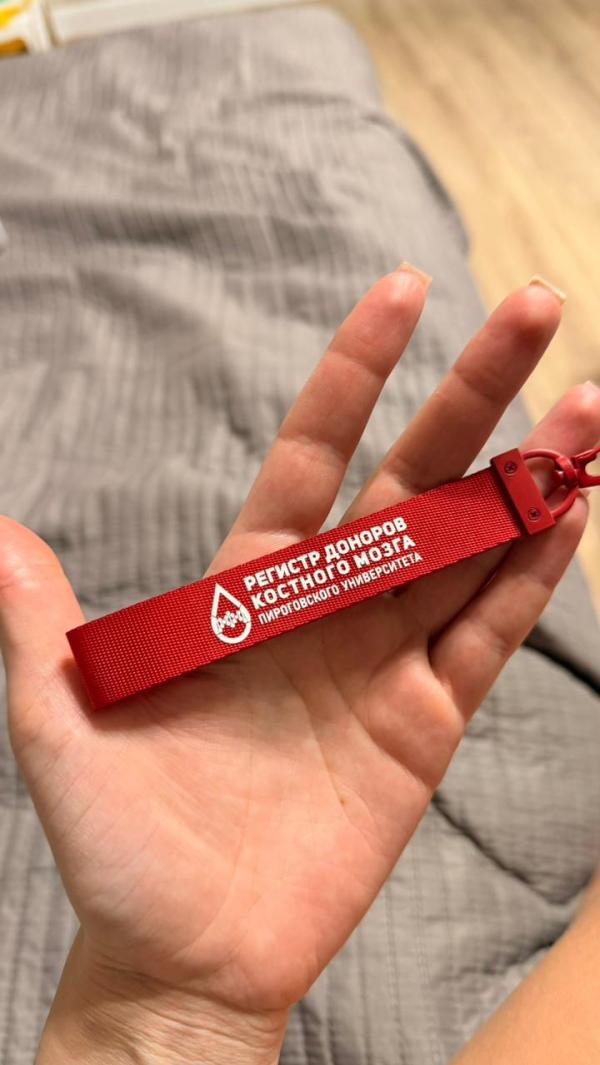 РЕГИСТР ДОНОРОВ
КОСТНОГО МОЗГА
ПИРОГОВСКОГО УНИВЕРСИТЕТА